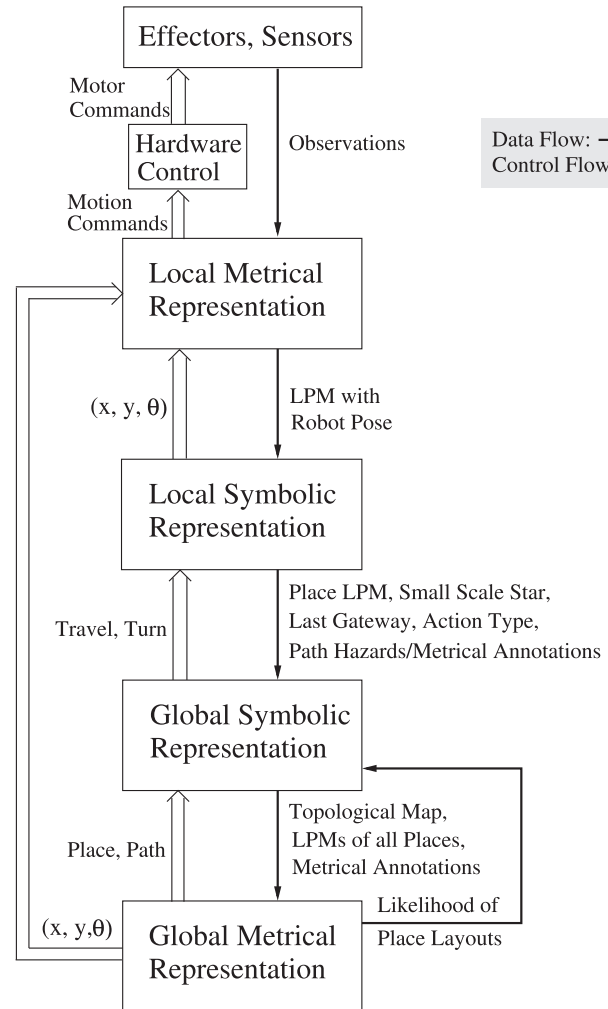 Effectors, Sensors
Motor
Commands
Hardware
Control
Observations
Data Flow:
Control Flow
Motion
Commands
Local Metrical
Representation
(x, y, θ)
LPM with
Robot Pose
Local Symbolic
Representation
Travel, Turn
Place LPM, Small Scale Star,
Last Gateway, Action Type,
Path Hazards/Metrical Annotations
Global Symbolic
Representation
Place, Path
Topological Map,
LPMs of all Places,
Metrical Annotations
(x, y,θ)
Global Metrical
Representation
Likelihood of
Place Layouts